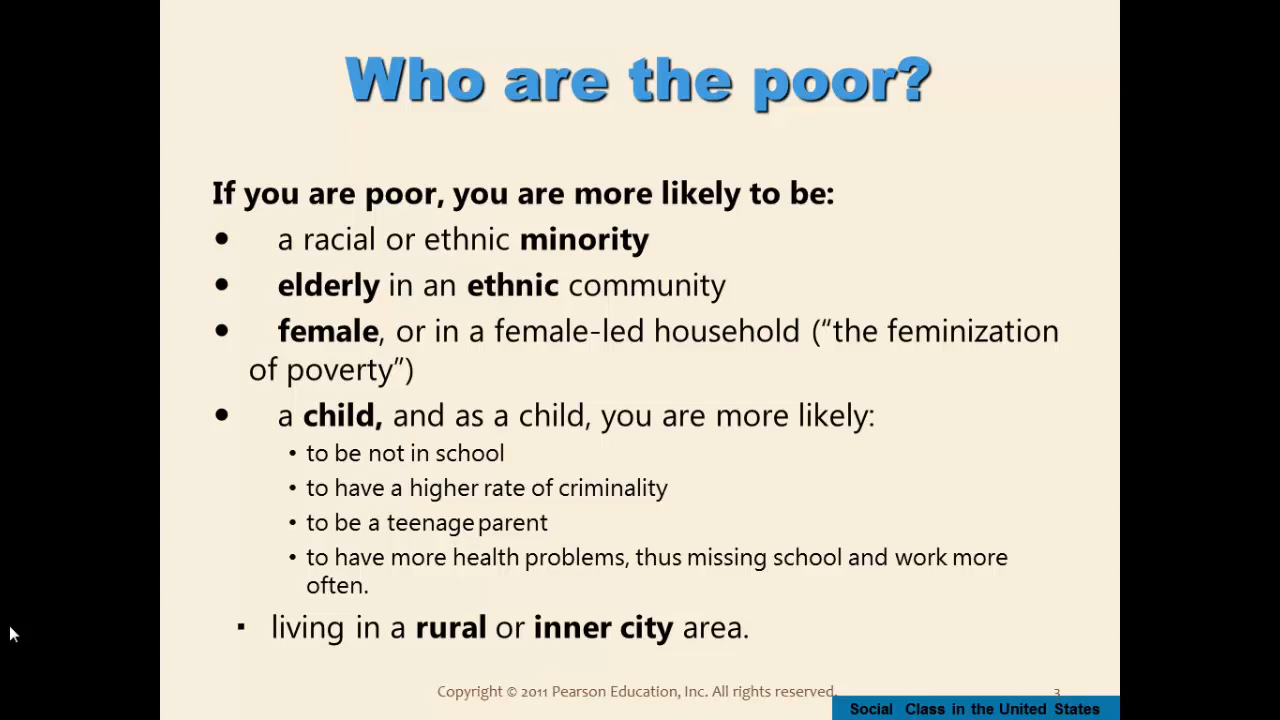 Who are the poor?
If you are poor, you are more likely to be:
• a racial or ethnic minority
• elderly in an ethnic community
• female, or in a female-led household (“the feminization
of poverty”)
• a child, and as a child, you are more likely:
• to be not in school
• to have a higher rate of criminality
• to be a teenage parent
• to have more health problems, thus missing school and work more
often.
▪ living in a rural or inner city area.
Copyright © 2011 Pearson Education, Inc. All rights reserved. 3
Social Class in the United States